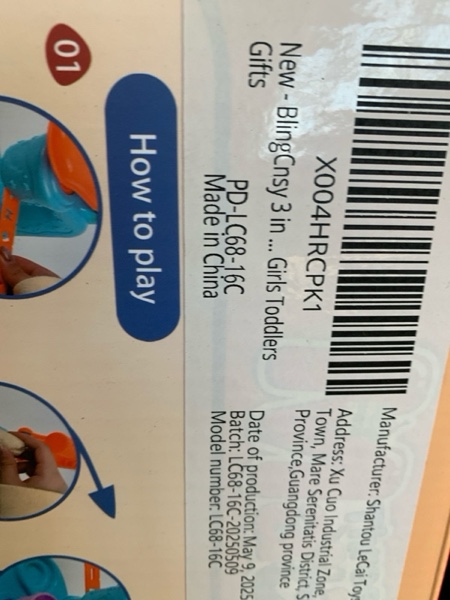 X004HRCPK1
New - BlingCnsy 3 in ... Girls Toddlers
Gifts
PD-LC68-16C
Made in China
Manufacturer: Shantou LeCai Toys
Address: Xu Cuo Industrial Zone,
Town, Mare Serenitatis District, S
Province,Guangdong province
Date of production: May 9, 2025
Batch: LC68-16C-20250509
Model number: LC68-16C
How to play
01